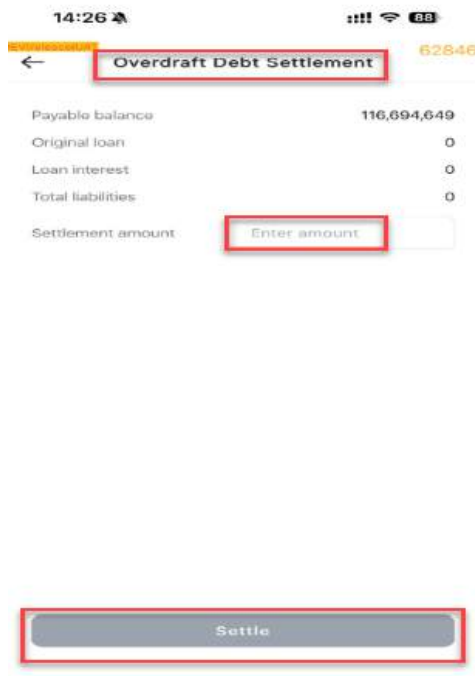 14:26
88
62846
Overdraft Debt Settlement
Payable balance 116,694,649
Original loan 0
Loan interest 0
Total liabilities 0
Settlement amount Enter amount
Settle